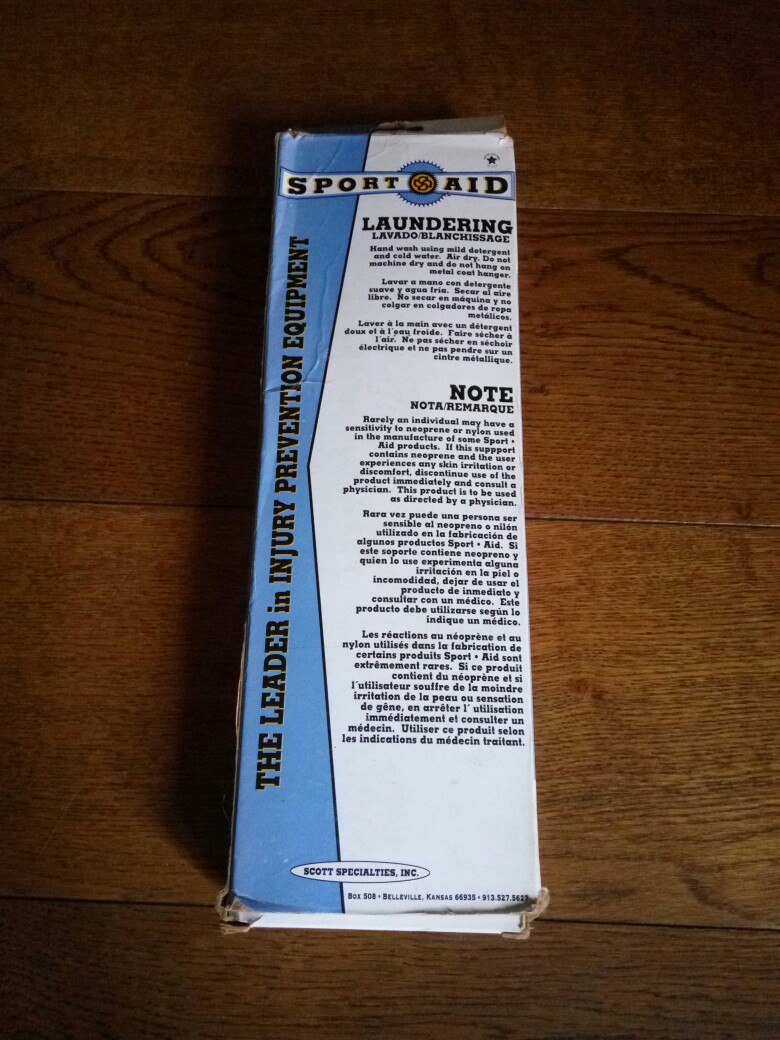 SPORT AID
LAUNDERING
LAVADO/BLANCHISSAGE
Hand wash using mild detergent
and cold water. Air dry. Do not
machine dry and do not hang on
metal coat hanger.
Lavar a mano con detergente
suave y agua fría. Secar al aire
libre. No secar en máquina y no
colgar en colgadores de ropa
metálicos.
Laver à la main avec un détergent
doux et à l'eau froide. Faire sécher à
l'air. Ne pas sécher en séchoir
électrique et ne pas pendre sur un
cintre métallique.
NOTE
NOTA/REMARQUE
Rarely an individual may have a
sensitivity to neoprene or nylon used
in the manufacture of some Sport •
Aid products. If this suppport
contains neoprene and the user
experiences any skin irritation or
discomfort, discontinue use of the
product immediately and consult a
physician. This product is to be used
as directed by a physician.
Rara vez puede una persona ser
sensible al neopreno o nilón
utilizado en la fabricación de
algunos productos Sport • Aid. Si
este soporte contiene neopreno y
quien lo use experimenta alguna
irritación en la piel o
incomodidad, dejar de usar el
producto de inmediato y
consultar con un médico. Este
producto debe utilizarse según lo
indique un médico.
Les réactions au néoprène et au
nylon utilisés dans la fabrication de
certains produits Sport • Aid sont
extrêmement rares. Si ce produit
contient du néoprène et si
l'utilisateur souffre de la moindre
irritation de la peau ou sensation
de gêne, en arrêter l' utilisation
immédiatement et consulter un
médecin. Utiliser ce produit selon
les indications du médecin traitant.
THE LEADER in INJURY PREVENTION EQUIPMENT
SCOTT SPECIALTIES, INC.
BOX 508 • BELLEVILLE, KANSAS 66935 • 913.527.5627